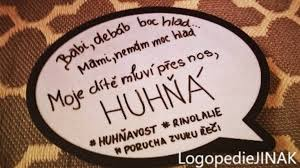 Babi, debáb boc hlad...
Mami, nemám moc hlad
Moje dítě mluví přes nos,
HUHŇÁ
# HUHŇAVOST # RINOLALIE
# PORUCHA ZVUKU ŘEČI
LogopedieJINAK